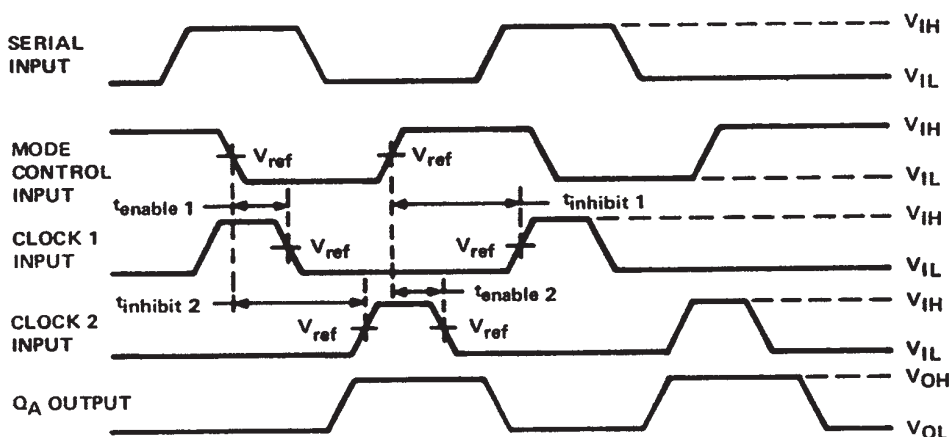 SERIAL
INPUT
V_IH
V_IL
MODE
CONTROL
INPUT
V_ref
V_ref
V_IH
V_IL
t_enable 1
t_inhibit 1
CLOCK 1
INPUT
V_ref
V_ref
V_IH
V_IL
t_inhibit 2
t_enable 2
CLOCK 2
INPUT
V_ref
V_ref
V_IH
V_IL
Q_A OUTPUT
V_OH
V_OL